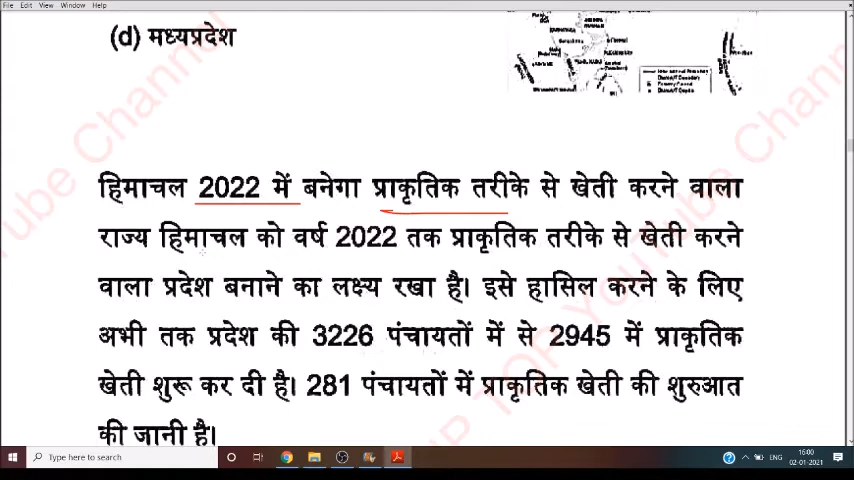 File Edit View Window Help
(d) मध्यप्रदेश
हिमाचल 2022 में बनेगा प्राकृतिक तरीके से खेती करने वाला
राज्य हिमाचल को वर्ष 2022 तक प्राकृतिक तरीके से खेती करने
वाला प्रदेश बनाने का लक्ष्य रखा है। इसे हासिल करने के लिए
अभी तक प्रदेश की 3226 पंचायतों में से 2945 में प्राकृतिक
खेती शुरू कर दी है। 281 पंचायतों में प्राकृतिक खेती की शुरुआत
की जानी है।
Type here to search
ENG
16:00
02-01-2021